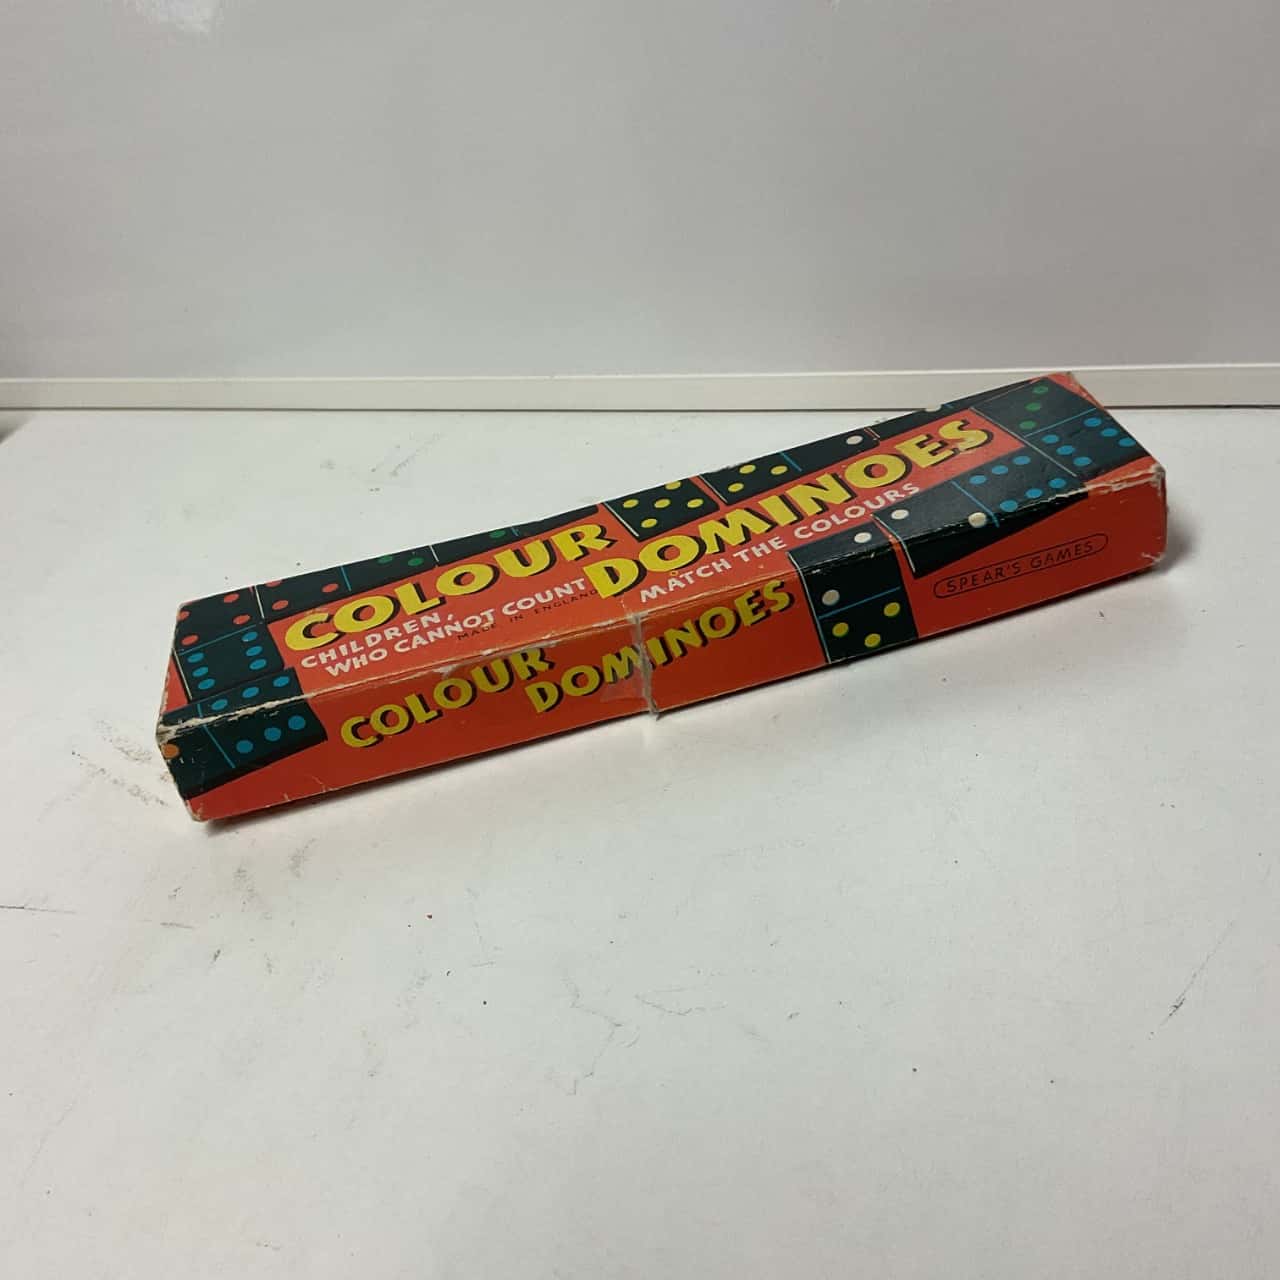 COLOUR
DOMINOES
CHILDREN,
WHO CANNOT COUNT
MATCH THE COLOURS
MADE IN ENGLAND
COLOUR
DOMINOES
SPEAR'S GAMES